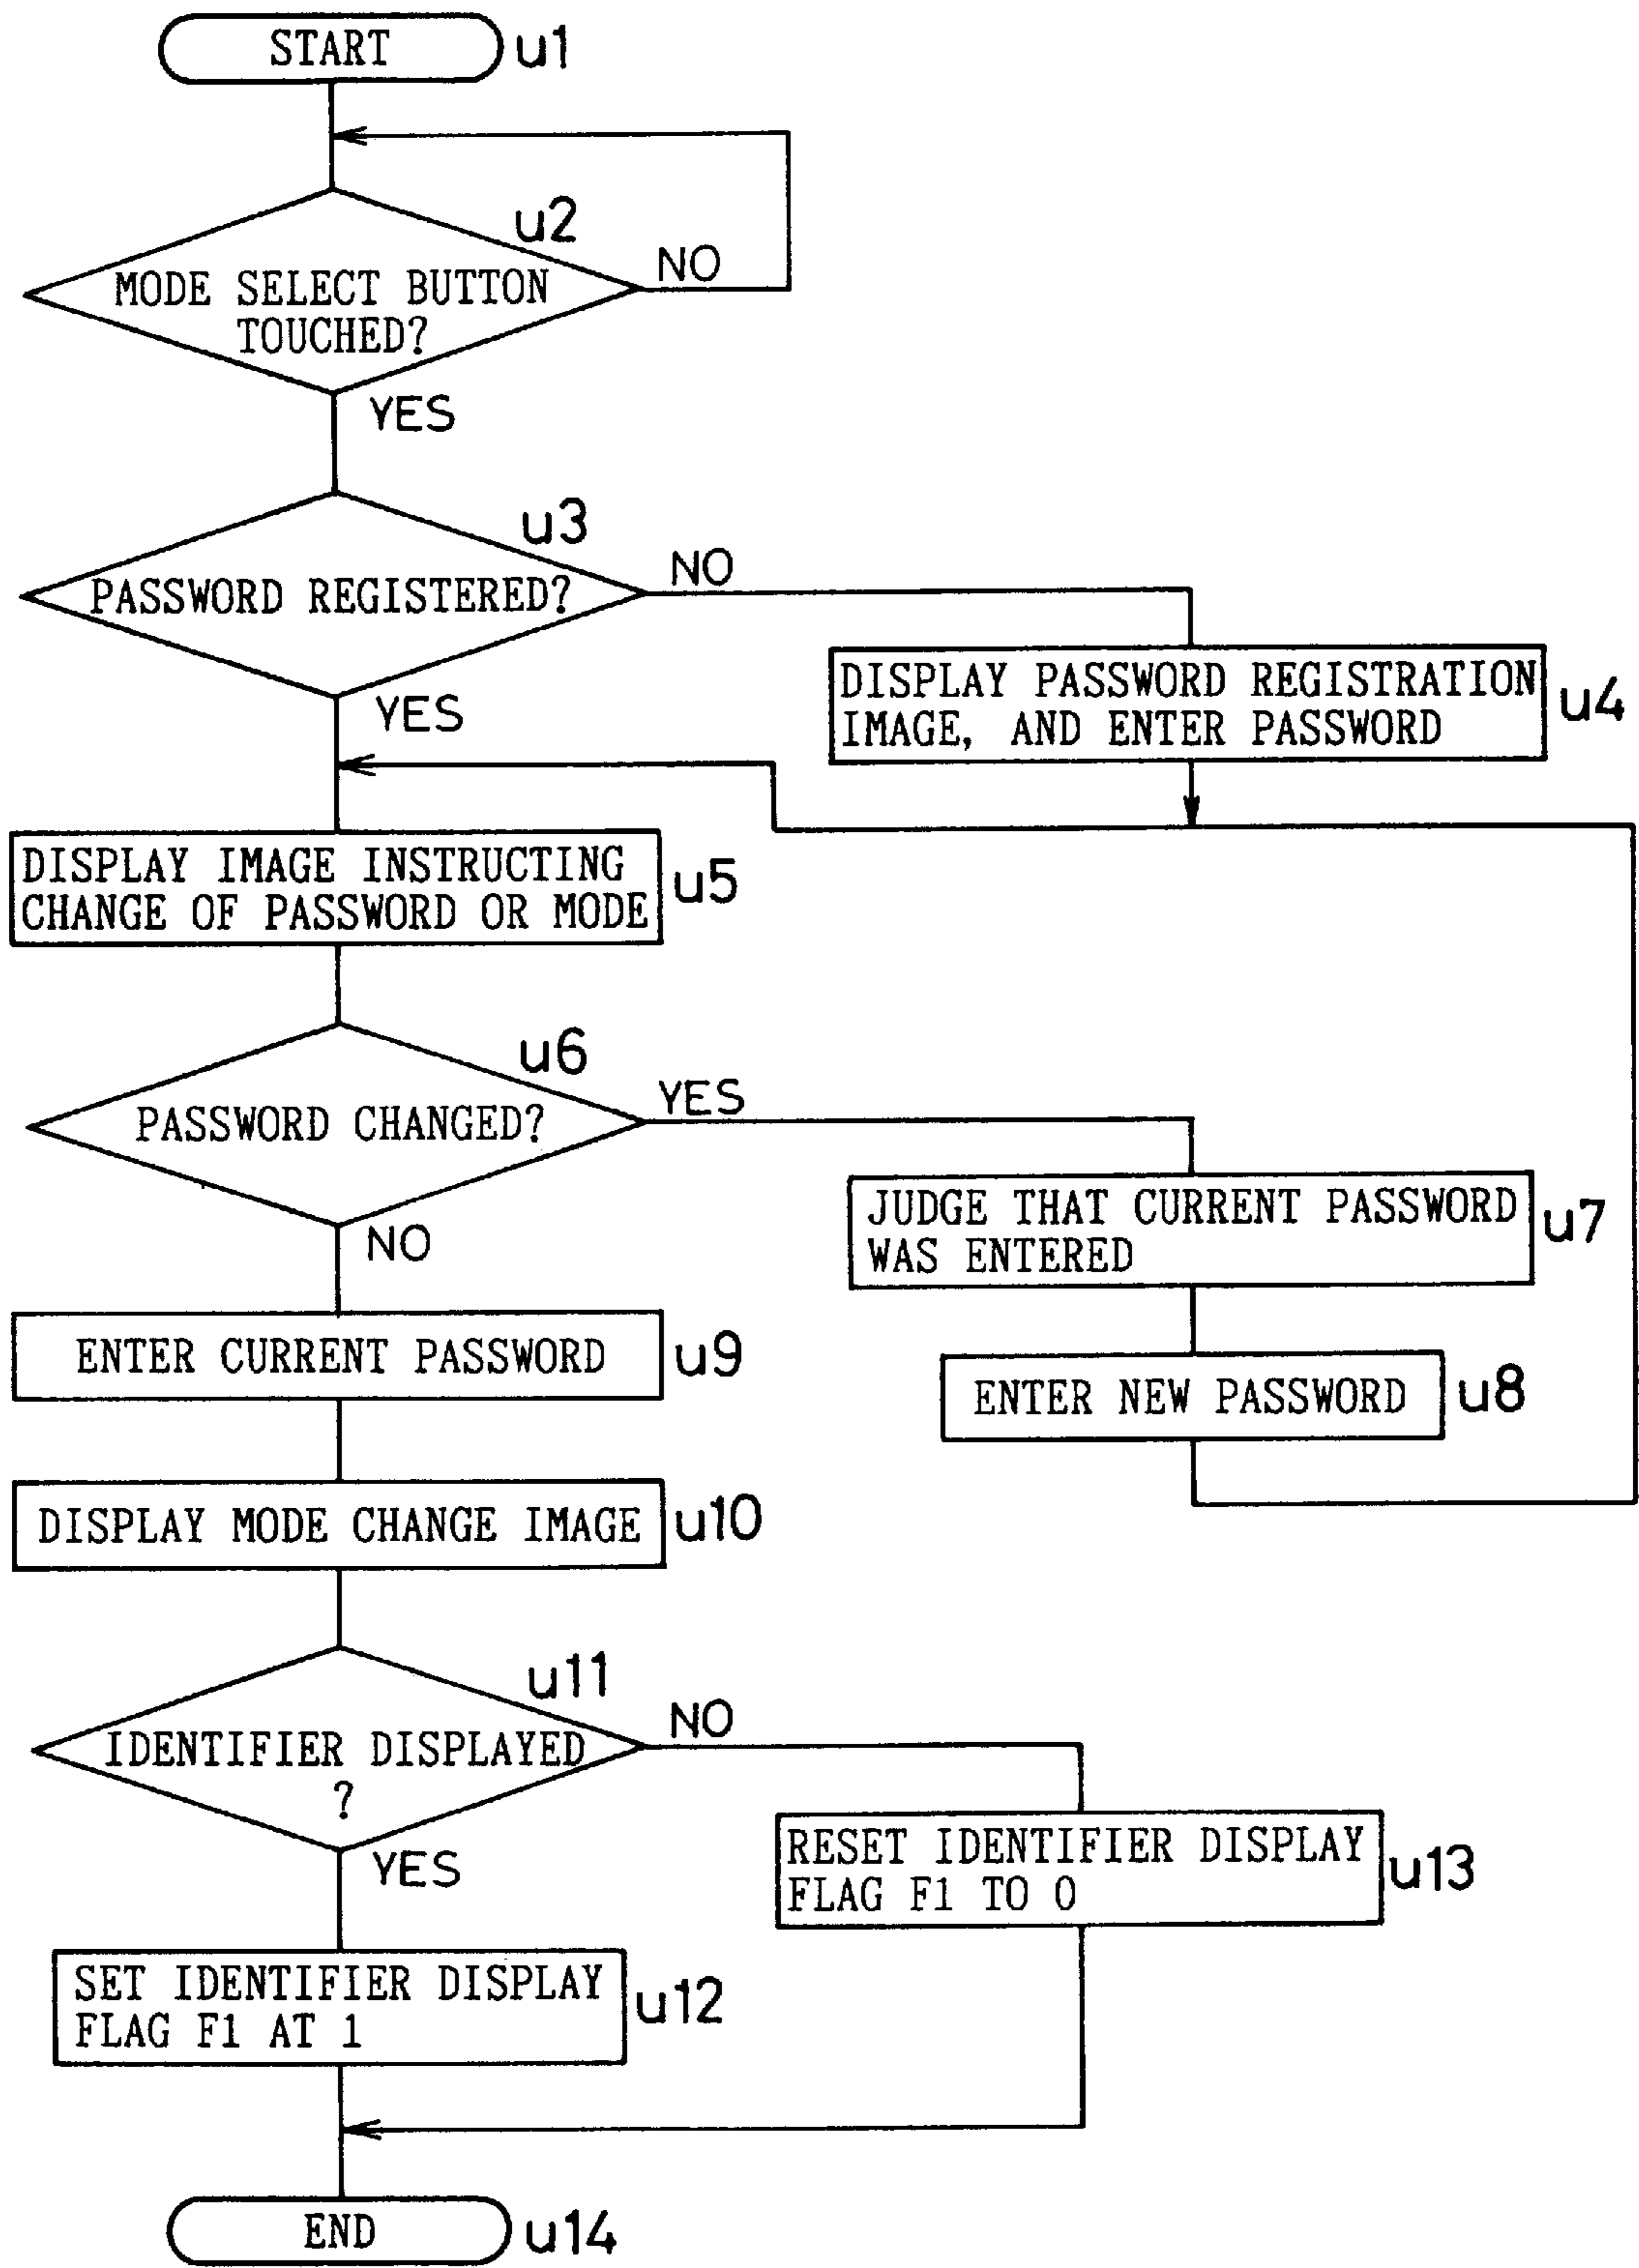 START
u1
u2
MODE SELECT BUTTON
TOUCHED?
NO
YES
u3
PASSWORD REGISTERED?
NO
YES
DISPLAY PASSWORD REGISTRATION
IMAGE, AND ENTER PASSWORD
u4
DISPLAY IMAGE INSTRUCTING
CHANGE OF PASSWORD OR MODE
u5
u6
PASSWORD CHANGED?
YES
NO
JUDGE THAT CURRENT PASSWORD
WAS ENTERED
u7
ENTER NEW PASSWORD
u8
ENTER CURRENT PASSWORD
u9
DISPLAY MODE CHANGE IMAGE
u10
u11
IDENTIFIER DISPLAYED
?
NO
YES
RESET IDENTIFIER DISPLAY
FLAG F1 TO 0
u13
SET IDENTIFIER DISPLAY
FLAG F1 AT 1
u12
END
u14